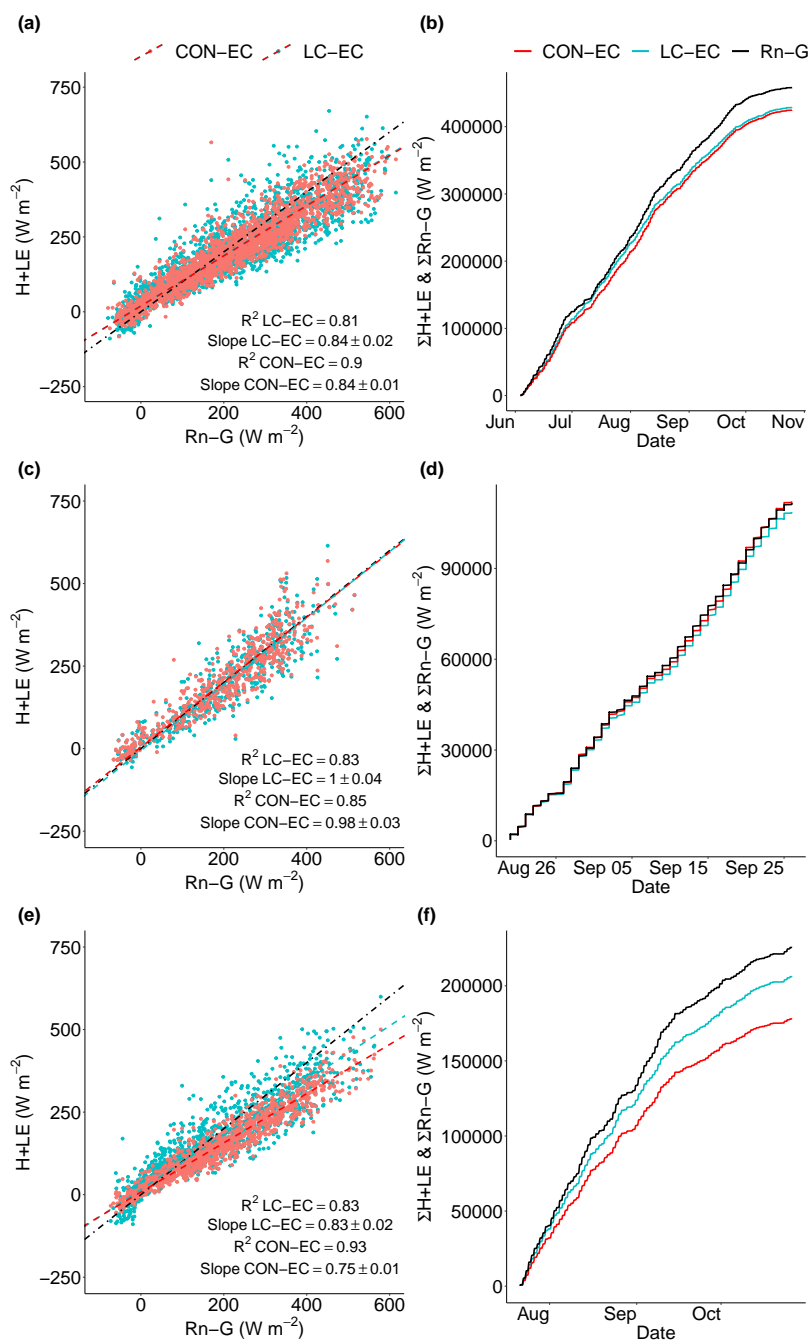 (a)
CON−EC LC−EC
750
500
250
0
−250
H+LE (W m−2)
R2 LC−EC = 0.81
Slope LC−EC = 0.84 ± 0.02
R2 CON−EC = 0.9
Slope CON−EC = 0.84 ± 0.01
0 200 400 600
Rn−G (W m−2)
(b)
CON−EC LC−EC Rn−G
400000
300000
200000
100000
0
ΣH+LE & ΣRn−G (W m−2)
Jun Jul Aug Sep Oct Nov
Date
(c)
750
500
250
0
−250
H+LE (W m−2)
R2 LC−EC = 0.83
Slope LC−EC = 1 ± 0.04
R2 CON−EC = 0.85
Slope CON−EC = 0.98 ± 0.03
0 200 400 600
Rn−G (W m−2)
(d)
90000
60000
30000
0
ΣH+LE & ΣRn−G (W m−2)
Aug 26 Sep 05 Sep 15 Sep 25
Date
(e)
750
500
250
0
−250
H+LE (W m−2)
R2 LC−EC = 0.83
Slope LC−EC = 0.83 ± 0.02
R2 CON−EC = 0.93
Slope CON−EC = 0.75 ± 0.01
0 200 400 600
Rn−G (W m−2)
(f)
200000
150000
100000
50000
0
ΣH+LE & ΣRn−G (W m−2)
Aug Sep Oct
Date